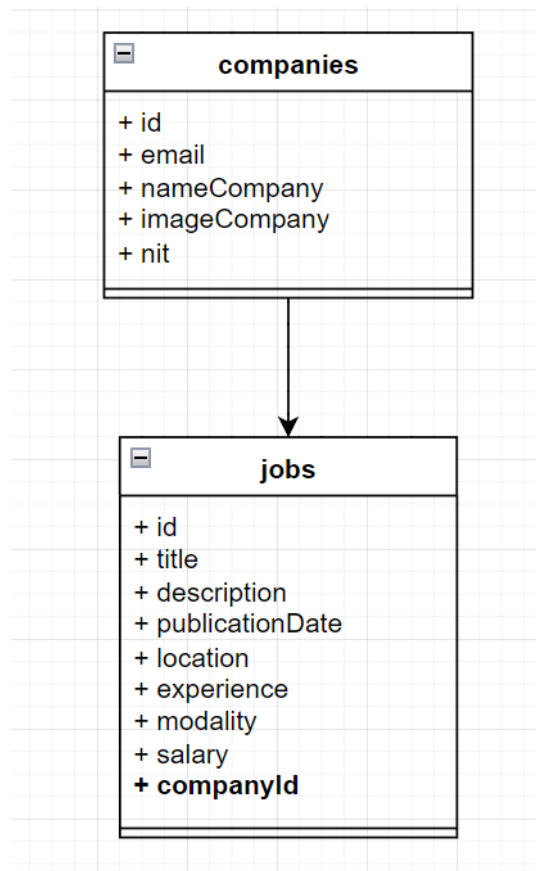 companies
+ id
+ email
+ nameCompany
+ imageCompany
+ nit
jobs
+ id
+ title
+ description
+ publicationDate
+ location
+ experience
+ modality
+ salary
+ companyId